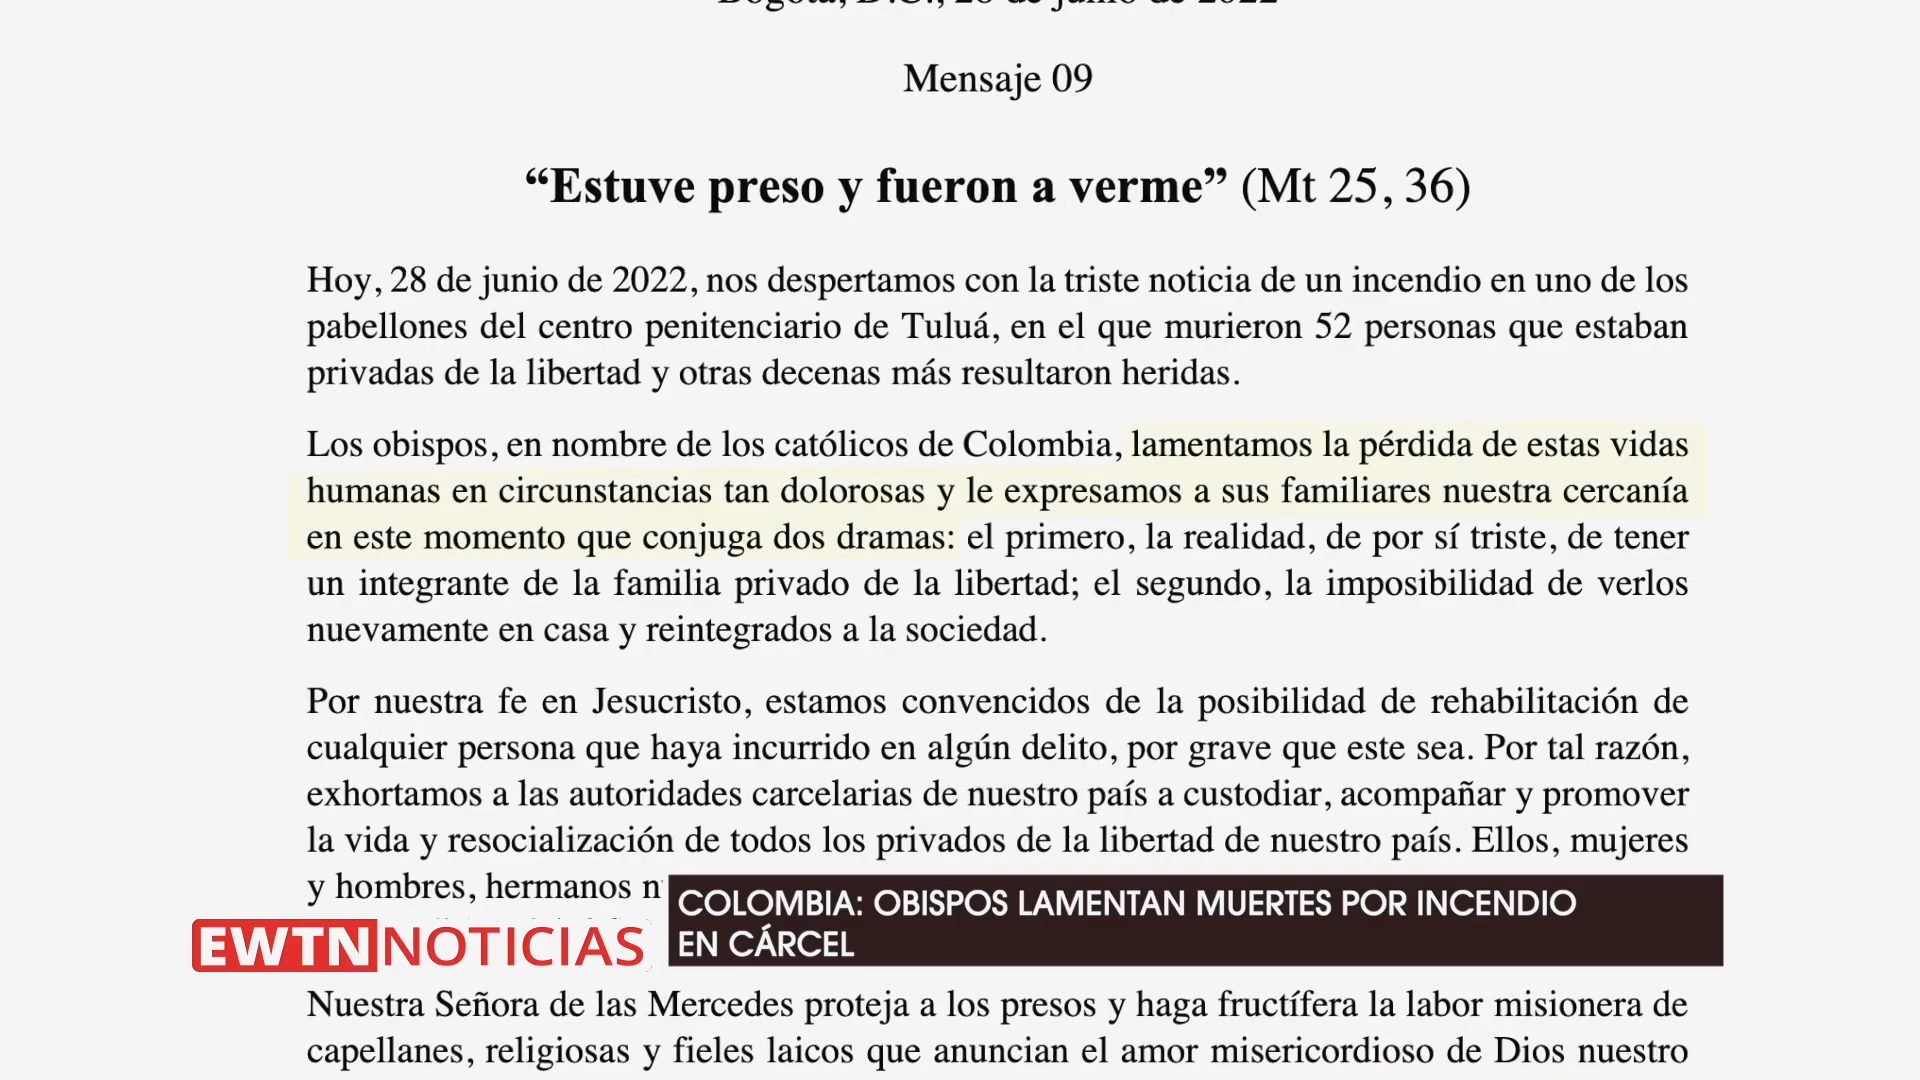 Bogotá, D.C., 28 de junio de 2022
Mensaje 09
“Estuve preso y fueron a verme” (Mt 25, 36)
Hoy, 28 de junio de 2022, nos despertamos con la triste noticia de un incendio en uno de los
pabellones del centro penitenciario de Tuluá, en el que murieron 52 personas que estaban
privadas de la libertad y otras decenas más resultaron heridas.
Los obispos, en nombre de los católicos de Colombia, lamentamos la pérdida de estas vidas
humanas en circunstancias tan dolorosas y le expresamos a sus familiares nuestra cercanía
en este momento que conjuga dos dramas: el primero, la realidad, de por sí triste, de tener
un integrante de la familia privado de la libertad; el segundo, la imposibilidad de verlos
nuevamente en casa y reintegrados a la sociedad.
Por nuestra fe en Jesucristo, estamos convencidos de la posibilidad de rehabilitación de
cualquier persona que haya incurrido en algún delito, por grave que este sea. Por tal razón,
exhortamos a las autoridades carcelarias de nuestro país a custodiar, acompañar y promover
la vida y resocialización de todos los privados de la libertad de nuestro país. Ellos, mujeres
y hombres, hermanos
COLOMBIA: OBISPOS LAMENTAN MUERTES POR INCENDIO
EN CÁRCEL
EWTN NOTICIAS
Nuestra Señora de las Mercedes proteja a los presos y haga fructífera la labor misionera de
capellanes, religiosas y fieles laicos que anuncian el amor misericordioso de Dios nuestro